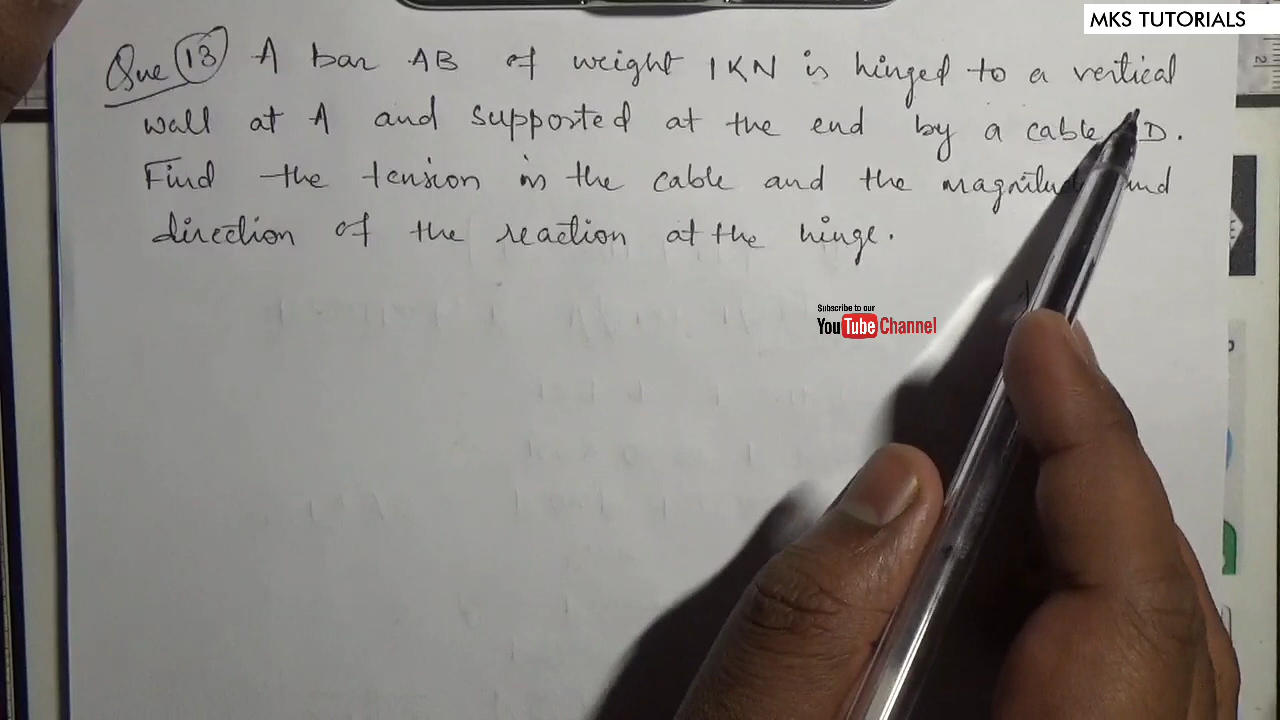 MKS TUTORIALS
Que 13 A bar AB of weight 1KN is hinged to a vertical
wall at A and supported at the end by a cable D.
Find the tension in the cable and the
direction of the reaction at the hinge.
Subscribe to our
YouTube Channel